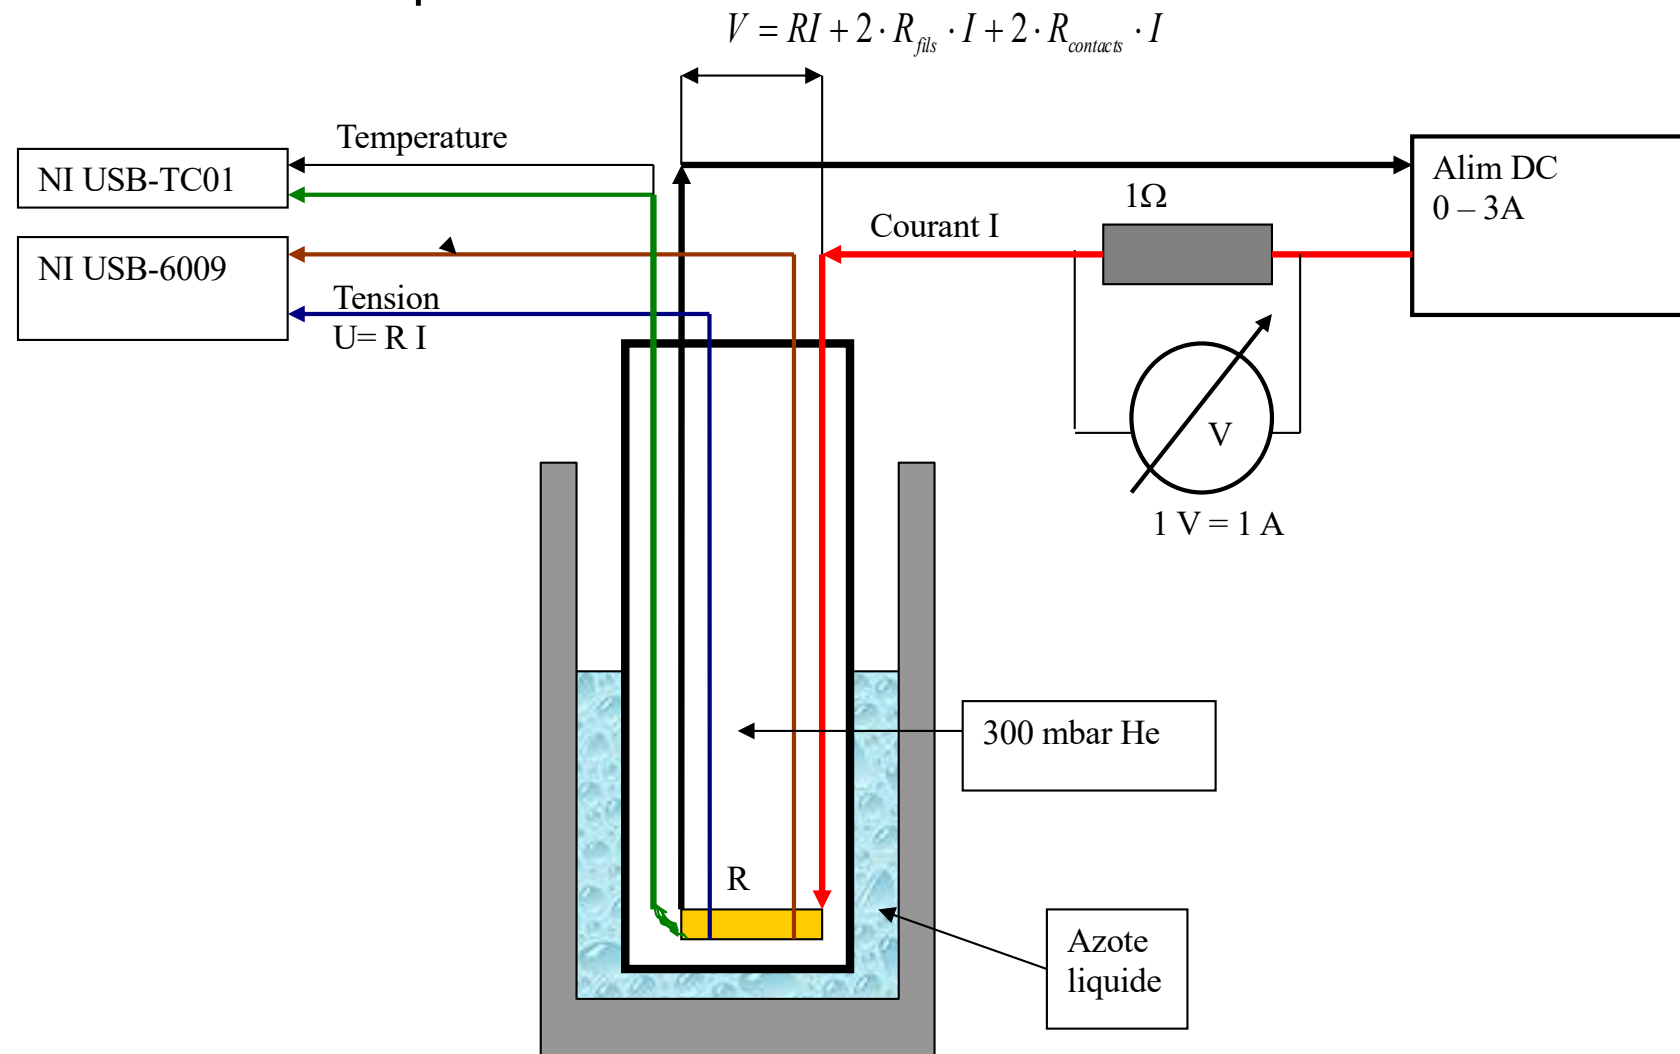 V = RI + 2 · R_fils · I + 2 · R_contacts · I
Temperature
NI USB-TC01
Alim DC
0 – 3A
1Ω
Courant I
NI USB-6009
Tension
U= R I
V
1 V = 1 A
300 mbar He
R
Azote
liquide